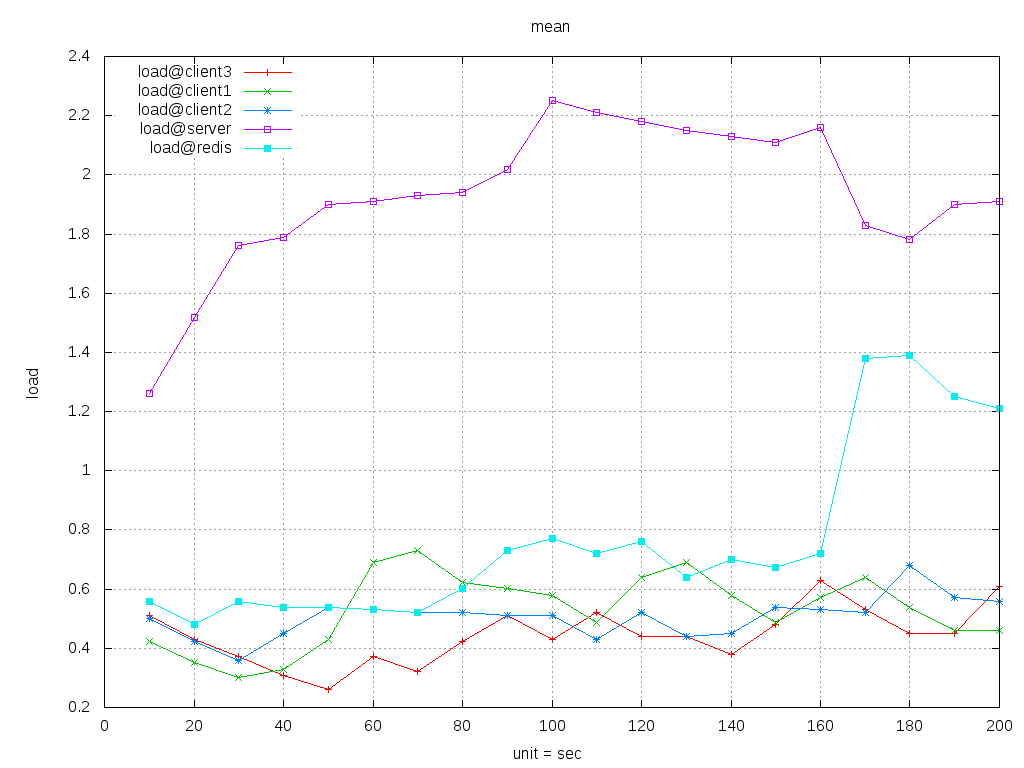 mean
2.4
2.2
2
1.8
1.6
1.4
1.2
1
0.8
0.6
0.4
0.2
load
load@client3
load@client1
load@client2
load@server
load@redis
0 20 40 60 80 100 120 140 160 180 200
unit = sec